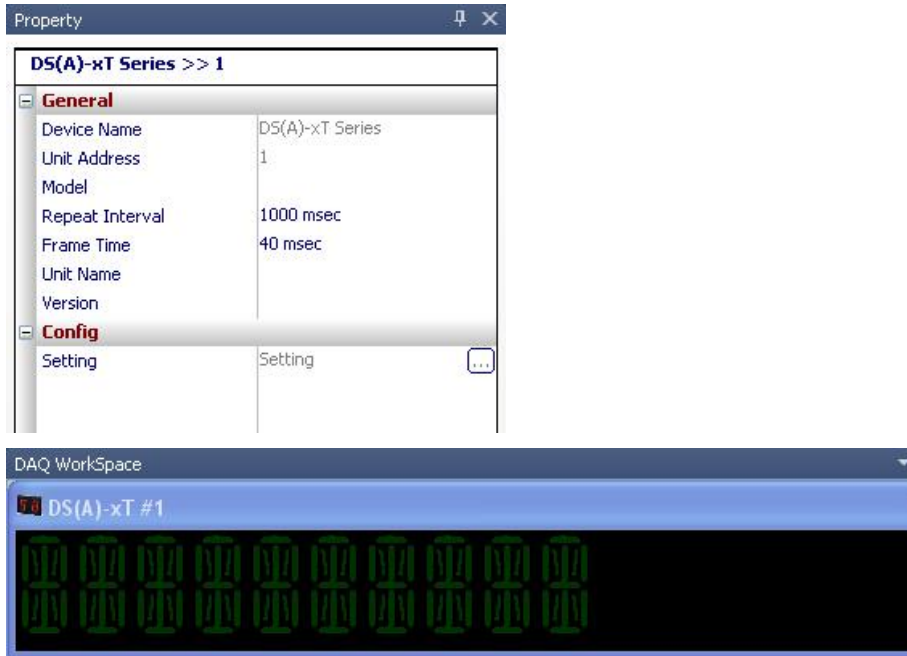 Property
DS(A)-xT Series >> 1
General
Device Name DS(A)-xT Series
Unit Address 1
Model
Repeat Interval 1000 msec
Frame Time 40 msec
Unit Name
Version
Config
Setting Setting ...
DAQ WorkSpace
DS(A)-xT #1